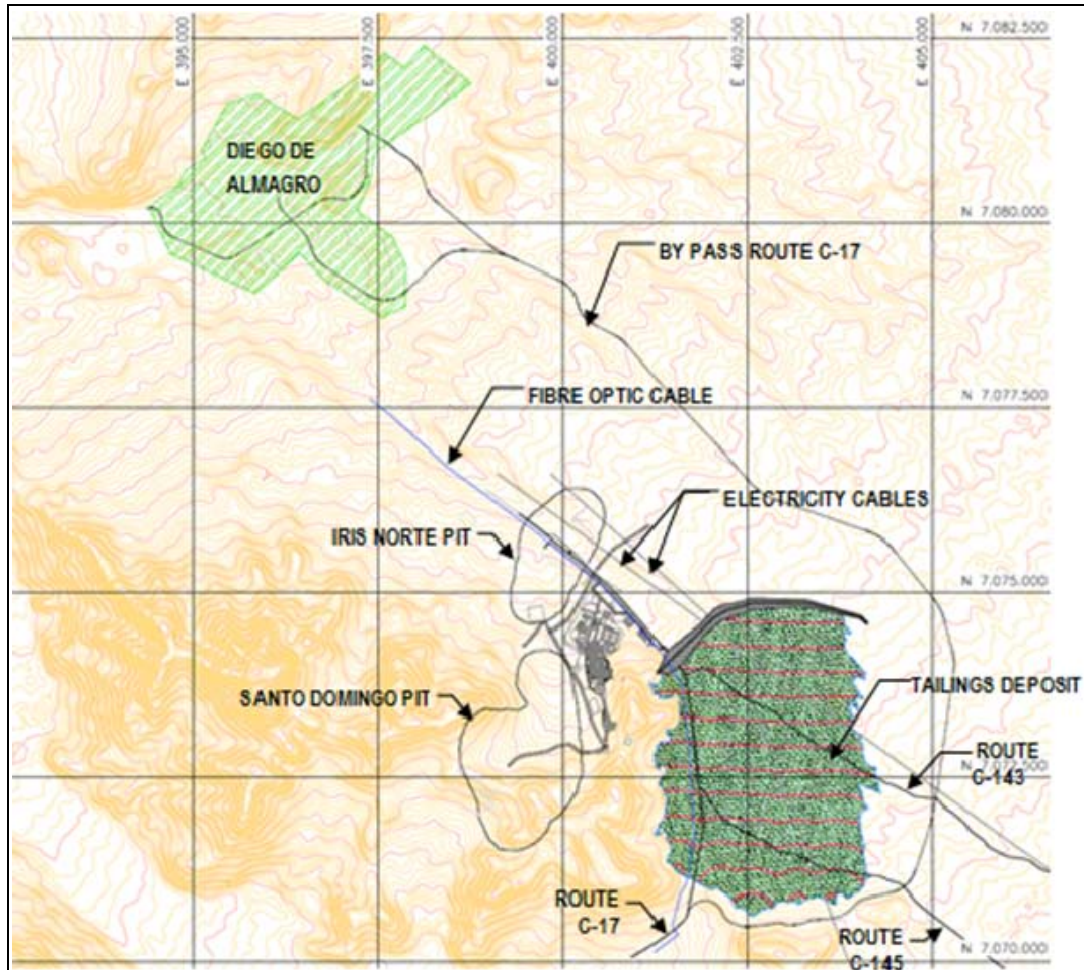 E 395.000
E 397.500
E 400.000
E 402.500
E 405.000
N 7.082.500
DIEGO DE
ALMAGRO
N 7.080.000
BY PASS ROUTE C-17
N 7.077.500
FIBRE OPTIC CABLE
ELECTRICITY CABLES
IRIS NORTE PIT
N 7.075.000
SANTO DOMINGO PIT
TAILINGS DEPOSIT
ROUTE
C-143
N 7.072.500
ROUTE
C-17
ROUTE
C-145
N 7.070.000